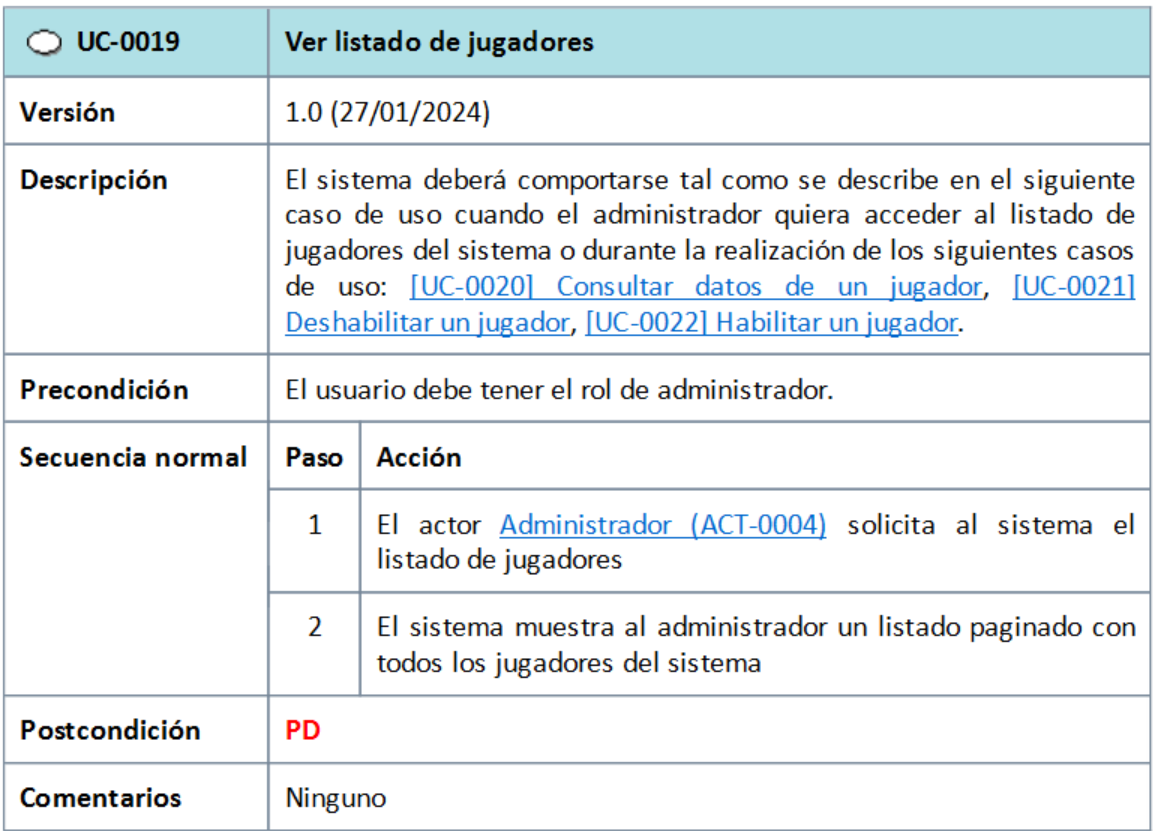 UC-0019 Ver listado de jugadores
Versión 1.0 (27/01/2024)
Descripción El sistema deberá comportarse tal como se describe en el siguiente
caso de uso cuando el administrador quiera acceder al listado de
jugadores del sistema o durante la realización de los siguientes casos
de uso: [UC-0020] Consultar datos de un jugador, [UC-0021]
Deshabilitar un jugador, [UC-0022] Habilitar un jugador.
Precondición El usuario debe tener el rol de administrador.
Secuencia normal Paso Acción
1 El actor Administrador (ACT-0004) solicita al sistema el
listado de jugadores
2 El sistema muestra al administrador un listado paginado con
todos los jugadores del sistema
Postcondición PD
Comentarios Ninguno